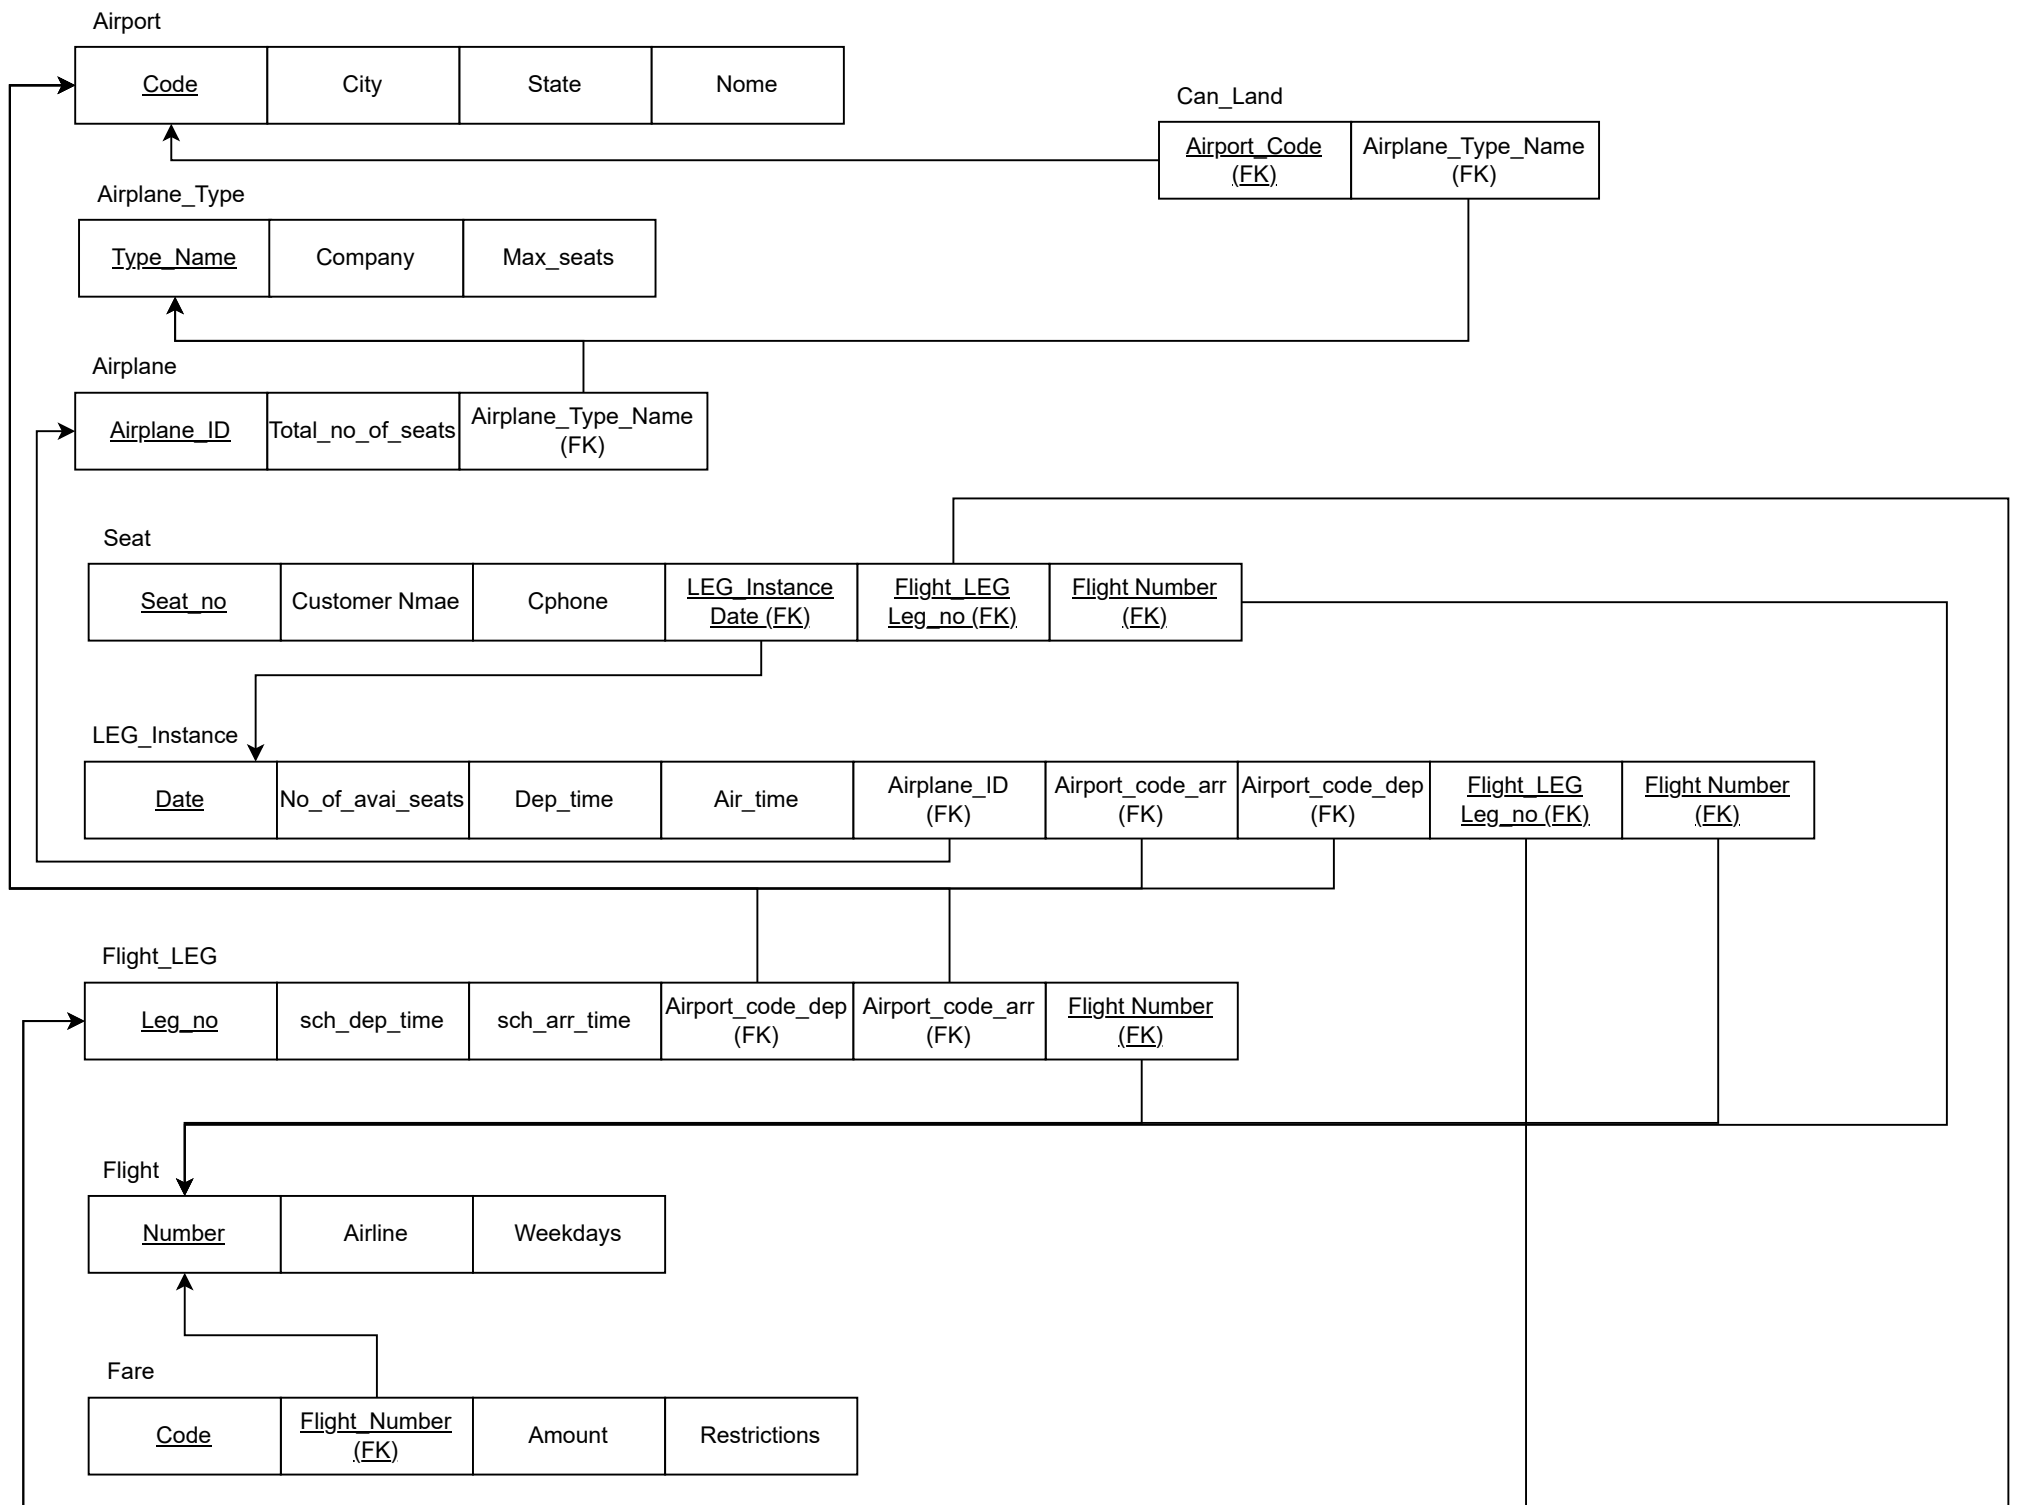 Airport
Code
City
State
Nome
Can_Land
Airport_Code
(FK)
Airplane_Type_Name
(FK)
Airplane_Type
Type_Name
Company
Max_seats
Airplane
Airplane_ID
Total_no_of_seats
Airplane_Type_Name
(FK)
Seat
Seat_no
Customer Nmae
Cphone
LEG_Instance
Date (FK)
Flight_LEG
Leg_no (FK)
Flight Number
(FK)
LEG_Instance
Date
No_of_avai_seats
Dep_time
Air_time
Airplane_ID
(FK)
Airport_code_arr
(FK)
Airport_code_dep
(FK)
Flight_LEG
Leg_no (FK)
Flight Number
(FK)
Flight_LEG
Leg_no
sch_dep_time
sch_arr_time
Airport_code_dep
(FK)
Airport_code_arr
(FK)
Flight Number
(FK)
Flight
Number
Airline
Weekdays
Fare
Code
Flight_Number
(FK)
Amount
Restrictions